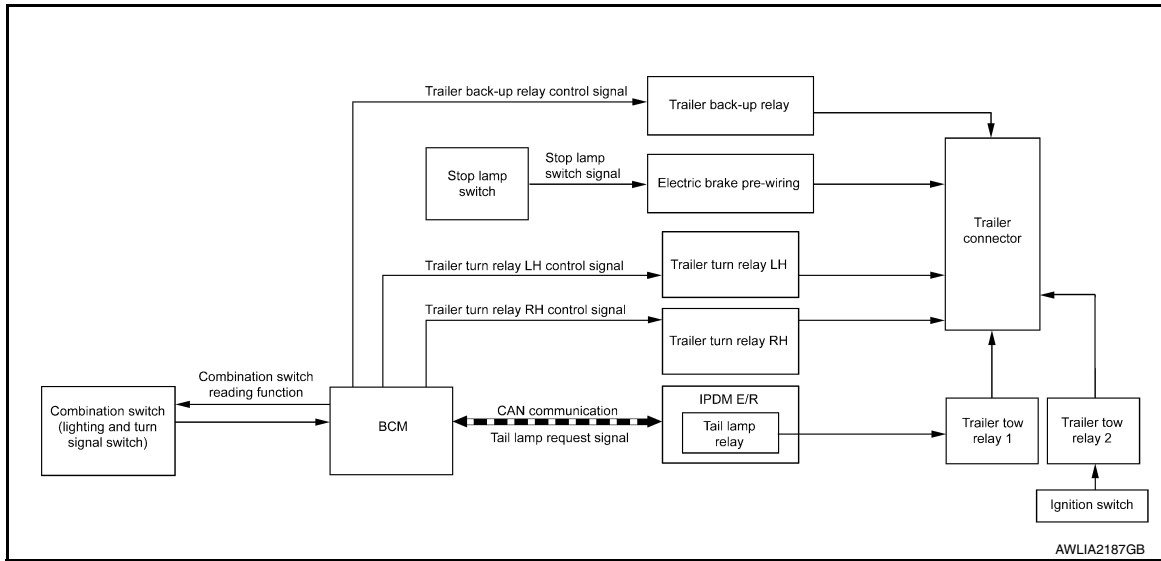 Trailer back-up relay control signal
Trailer back-up relay
Stop lamp
switch
Stop lamp
switch signal
Electric brake pre-wiring
Trailer
connector
Trailer turn relay LH control signal
Trailer turn relay LH
Trailer turn relay RH control signal
Trailer turn relay RH
Combination switch
(lighting and turn
signal switch)
Combination switch
reading function
BCM
CAN communication
Tail lamp request signal
IPDM E/R
Tail lamp
relay
Trailer tow
relay 1
Trailer tow
relay 2
Ignition switch
AWLIA2187GB